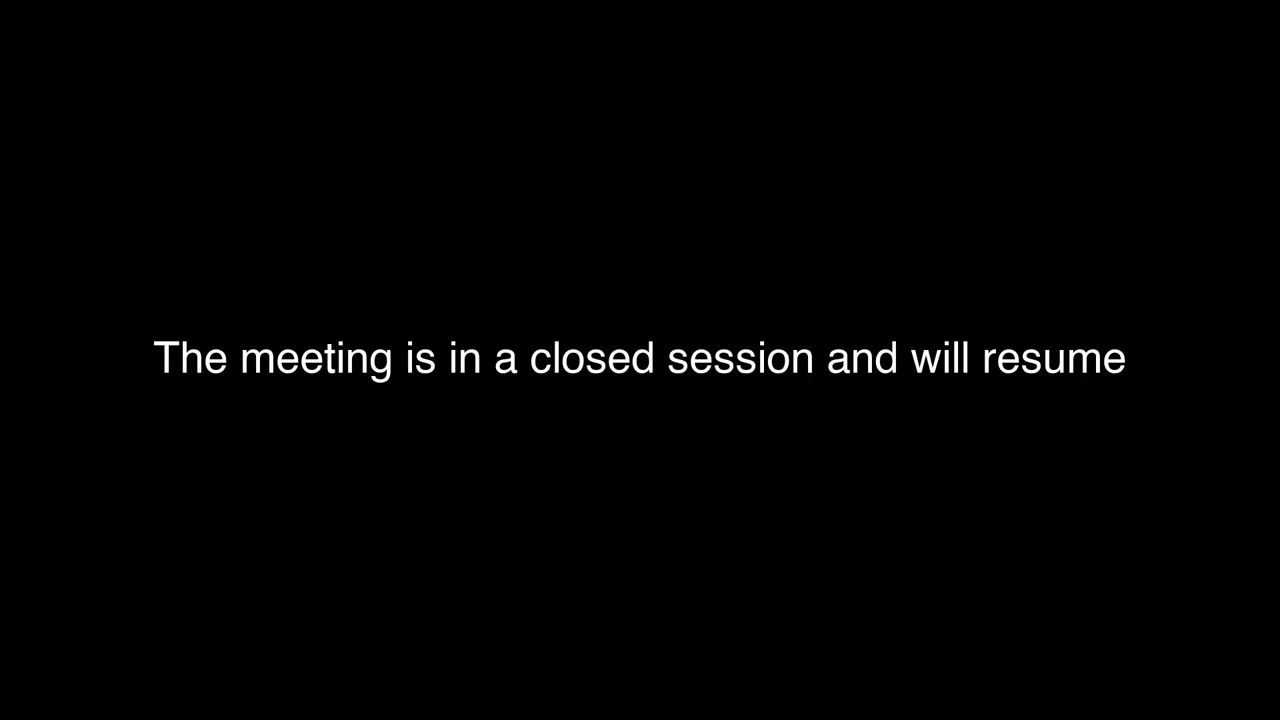 The meeting is in a closed session and will resume